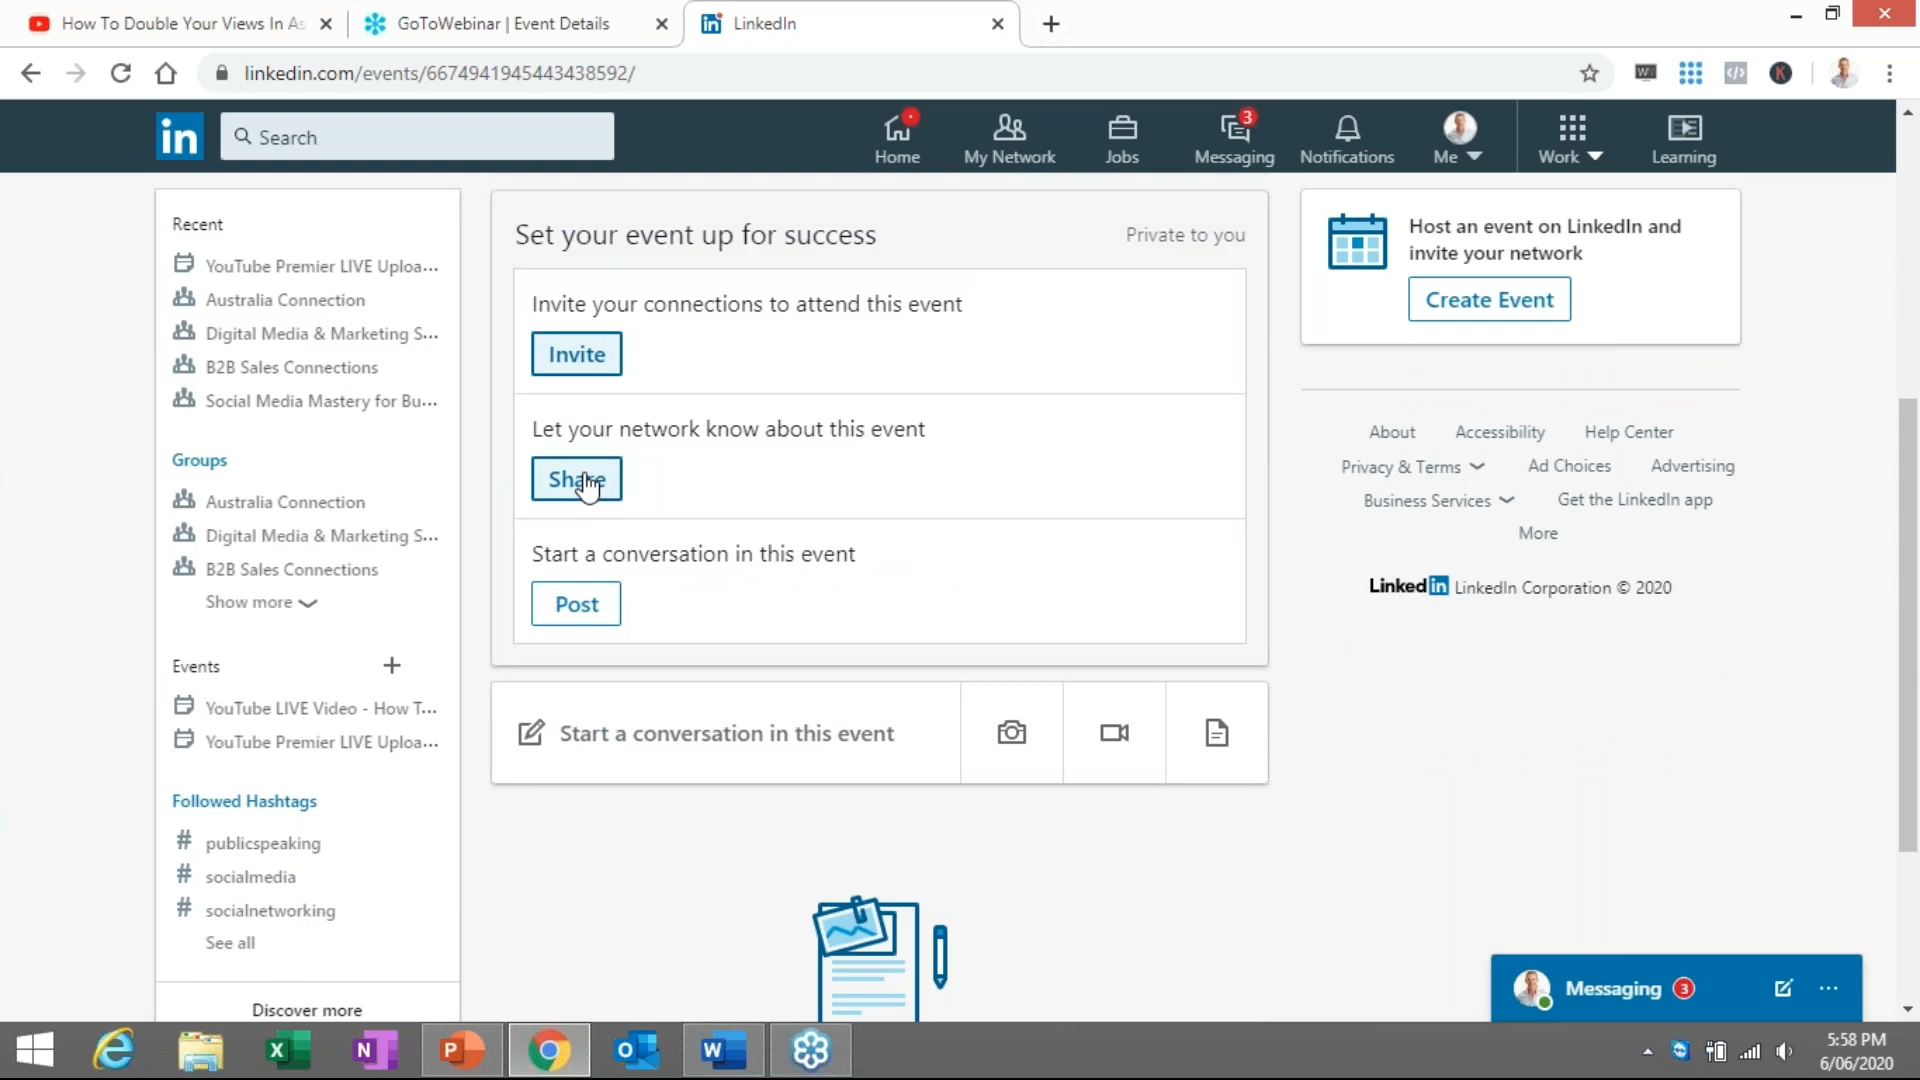 How To Double Your Views In As
GoToWebinar | Event Details
LinkedIn
linkedin.com/events/6674941945443438592/
in
Search
Home
My Network
Jobs
3
Messaging
Notifications
Me
Work
Learning
Recent
YouTube Premier LIVE Uploa...
Australia Connection
Digital Media & Marketing S...
B2B Sales Connections
Social Media Mastery for Bu...
Groups
Australia Connection
Digital Media & Marketing S...
B2B Sales Connections
Show more
Events
YouTube LIVE Video - How T...
YouTube Premier LIVE Uploa...
Followed Hashtags
# publicspeaking
# socialmedia
# socialnetworking
See all
Discover more
Set your event up for success
Private to you
Invite your connections to attend this event
Invite
Let your network know about this event
Share
Start a conversation in this event
Post
Start a conversation in this event
Host an event on LinkedIn and
invite your network
Create Event
About Accessibility Help Center
Privacy & Terms Ad Choices Advertising
Business Services Get the LinkedIn app
More
LinkedIn LinkedIn Corporation © 2020
Messaging 3
5:58 PM
6/06/2020